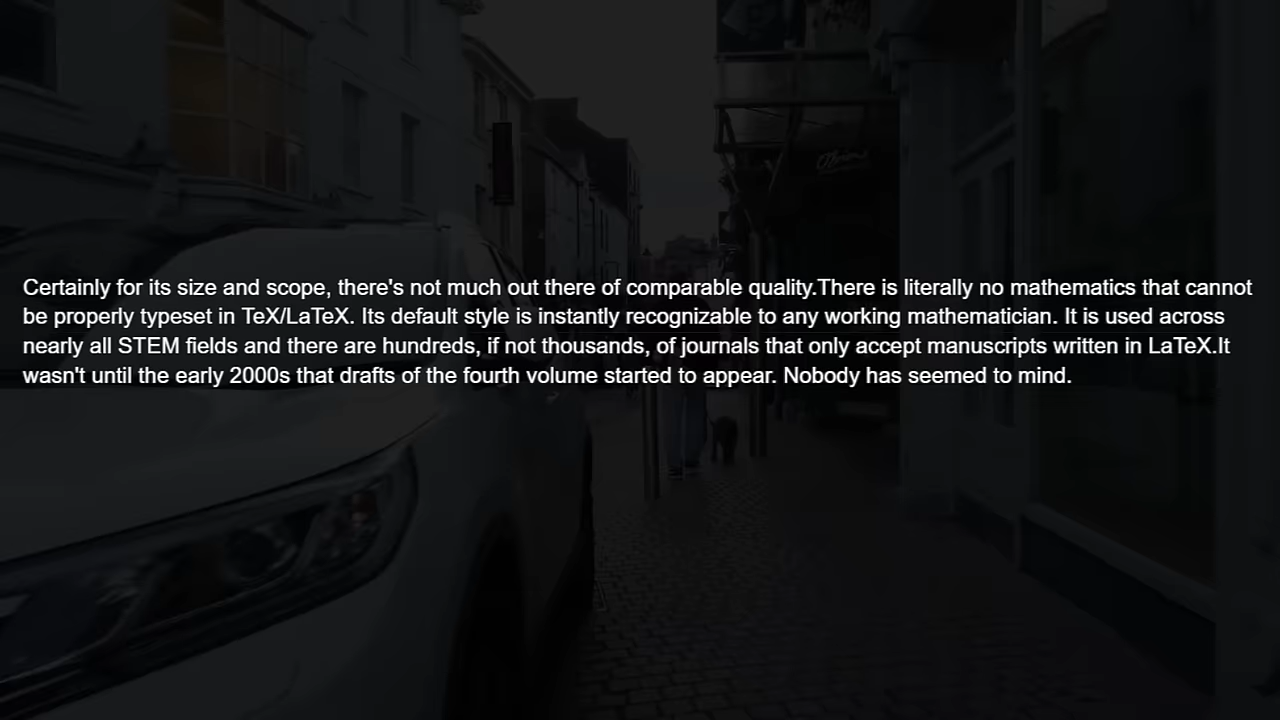 Certainly for its size and scope, there's not much out there of comparable quality.There is literally no mathematics that cannot
be properly typeset in TeX/LaTeX. Its default style is instantly recognizable to any working mathematician. It is used across
nearly all STEM fields and there are hundreds, if not thousands, of journals that only accept manuscripts written in LaTeX.It
wasn't until the early 2000s that drafts of the fourth volume started to appear. Nobody has seemed to mind.